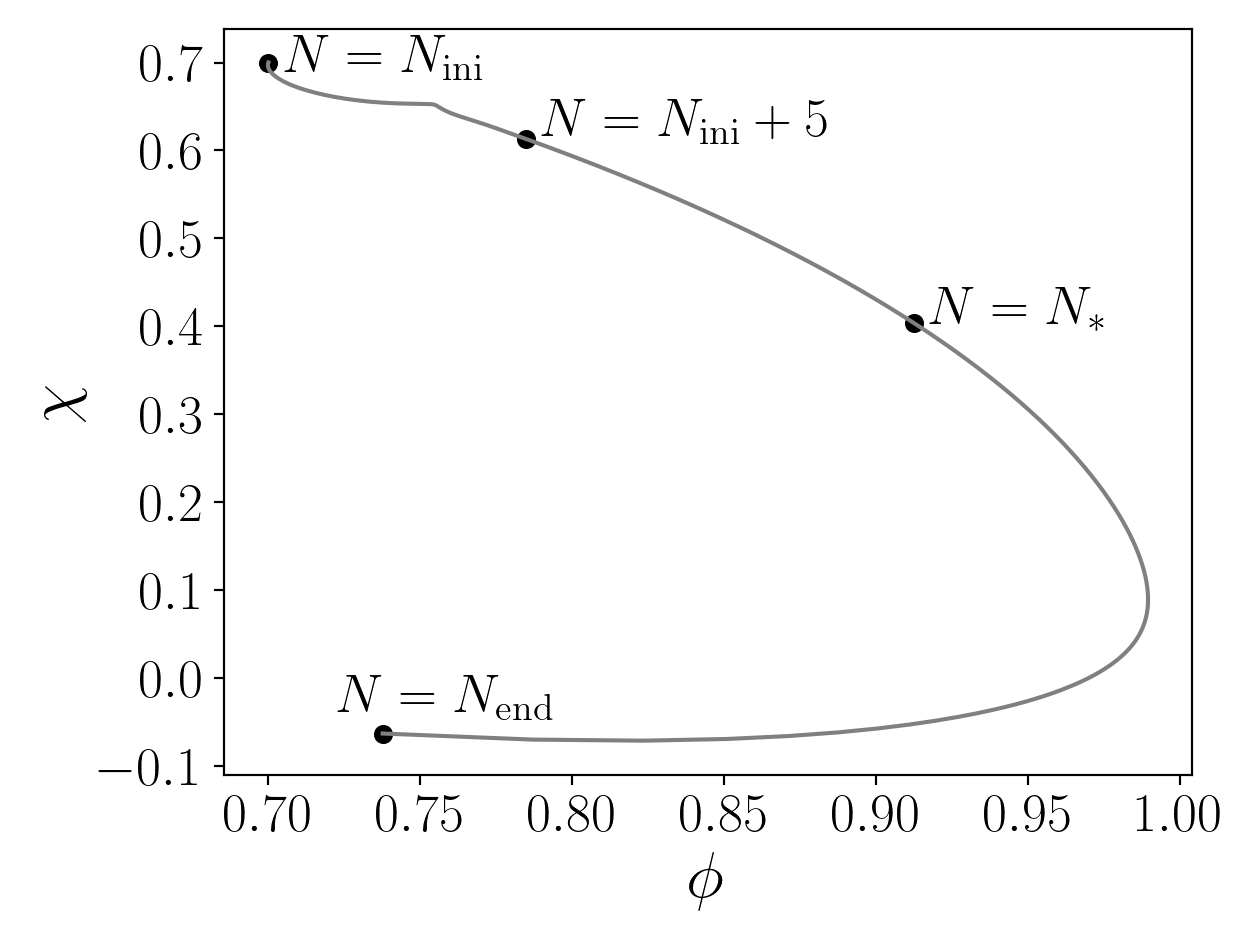 0.7
N = N_ini
N = N_ini + 5
0.6
0.5
0.4
N = N_*
χ
0.3
0.2
0.1
0.0
N = N_end
−0.1
0.70 0.75 0.80 0.85 0.90 0.95 1.00
ϕ